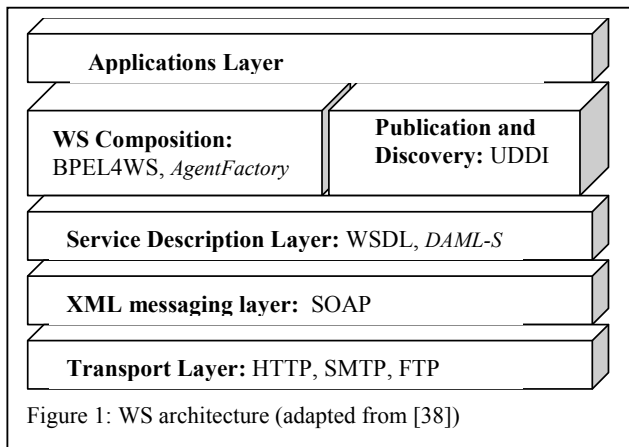 Applications Layer
WS Composition:
BPEL4WS, AgentFactory
Publication and
Discovery: UDDI
Service Description Layer: WSDL, DAML-S
XML messaging layer: SOAP
Transport Layer: HTTP, SMTP, FTP
Figure 1: WS architecture (adapted from [38])